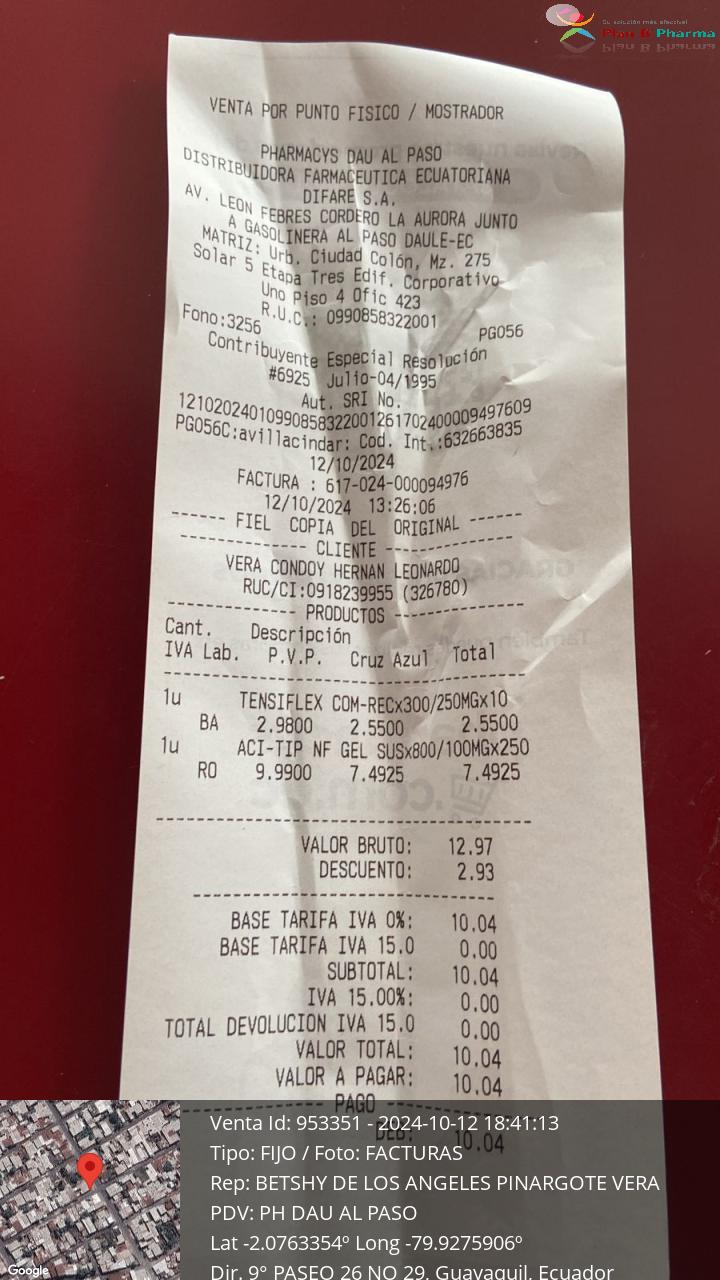 Su solución más efectiva!
Plan B Pharma
VENTA POR PUNTO FISICO / MOSTRADOR
PHARMACYS DAU AL PASO
DISTRIBUIDORA FARMACEUTICA ECUATORIANA
DIFARE S.A.
AV. LEON FEBRES CORDERO LA AURORA JUNTO
A GASOLINERA AL PASO DAULE-EC
MATRIZ: Urb. Ciudad Colón, Mz. 275
Solar 5 Etapa Tres Edif. Corporativo
Uno Piso 4 Ofic 423
R.U.C.: 0990858322001
Fono:3256 PG056
Contribuyente Especial Resolución
#6925 Julio-04/1995
Aut. SRI No.
12102024010990858322001261702400009497609
PG056C:avillacindar: Cod. Int.:632663835
12/10/2024
FACTURA : 617-024-000094976
12/10/2024 13:26:06
------ FIEL COPIA DEL ORIGINAL ------
-------------- CLIENTE --------------
VERA CONDOY HERNAN LEONARDO
RUC/CI:0918239955 (326780)
-------------- PRODUCTOS --------------
Cant. Descripción
IVA Lab. P.V.P. Cruz Azul Total
1u TENSIFLEX COM-RECx300/250MGx10
BA 2.9800 2.5500 2.5500
1u ACI-TIP NF GEL SUSx800/100MGx250
RO 9.9900 7.4925 7.4925
VALOR BRUTO: 12.97
DESCUENTO: 2.93
BASE TARIFA IVA 0%: 10.04
BASE TARIFA IVA 15.0 0.00
SUBTOTAL: 10.04
IVA 15.00%: 0.00
TOTAL DEVOLUCION IVA 15.0 0.00
VALOR TOTAL: 10.04
VALOR A PAGAR: 10.04
---------------- PAGO ----------------
DEB: 10.04
Venta Id: 953351 - 2024-10-12 18:41:13
Tipo: FIJO / Foto: FACTURAS
Rep: BETSHY DE LOS ANGELES PINARGOTE VERA
PDV: PH DAU AL PASO
Lat -2.0763354º Long -79.9275906º
Dir. 9° PASEO 26 NO 29, Guayaquil, Ecuador
Google